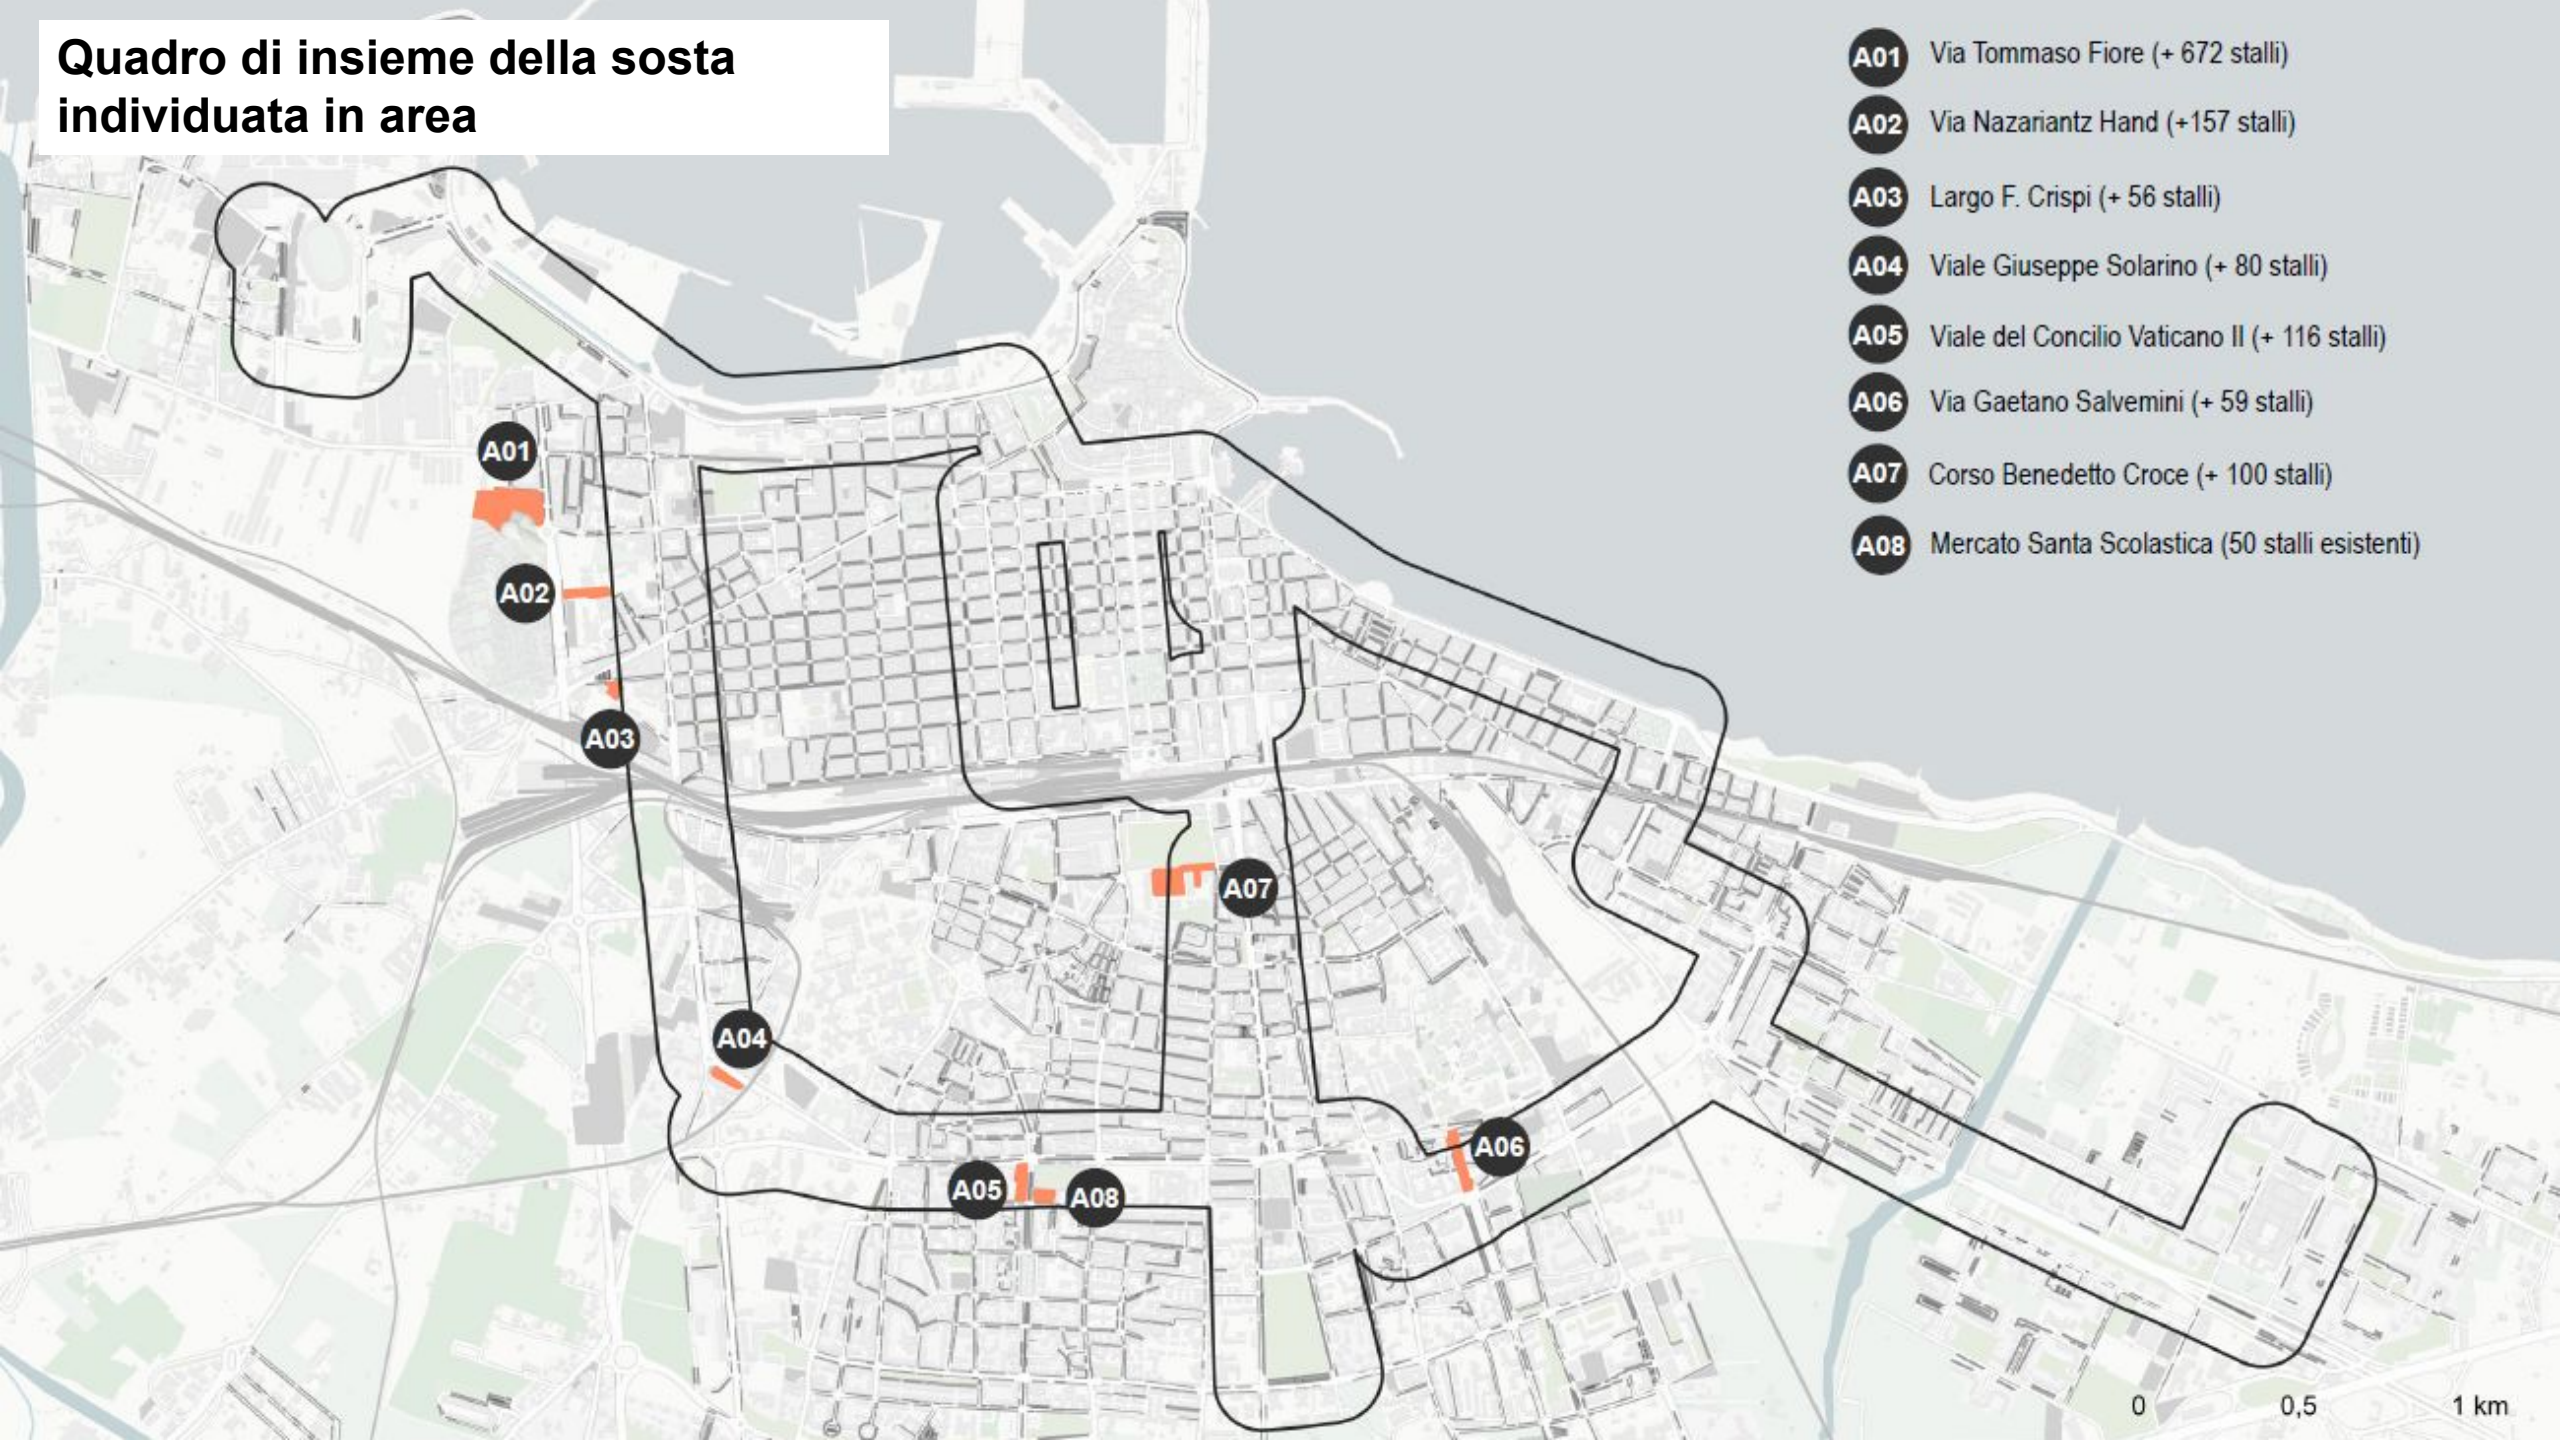 Quadro di insieme della sosta
individuata in area
A01 Via Tommaso Fiore (+ 672 stalli)
A02 Via Nazariantz Hand (+157 stalli)
A03 Largo F. Crispi (+ 56 stalli)
A04 Viale Giuseppe Solarino (+ 80 stalli)
A05 Viale del Concilio Vaticano II (+ 116 stalli)
A06 Via Gaetano Salvemini (+ 59 stalli)
A07 Corso Benedetto Croce (+ 100 stalli)
A08 Mercato Santa Scolastica (50 stalli esistenti)
A01
A02
A03
A07
A04
A06
A05
A08
0 0,5 1 km